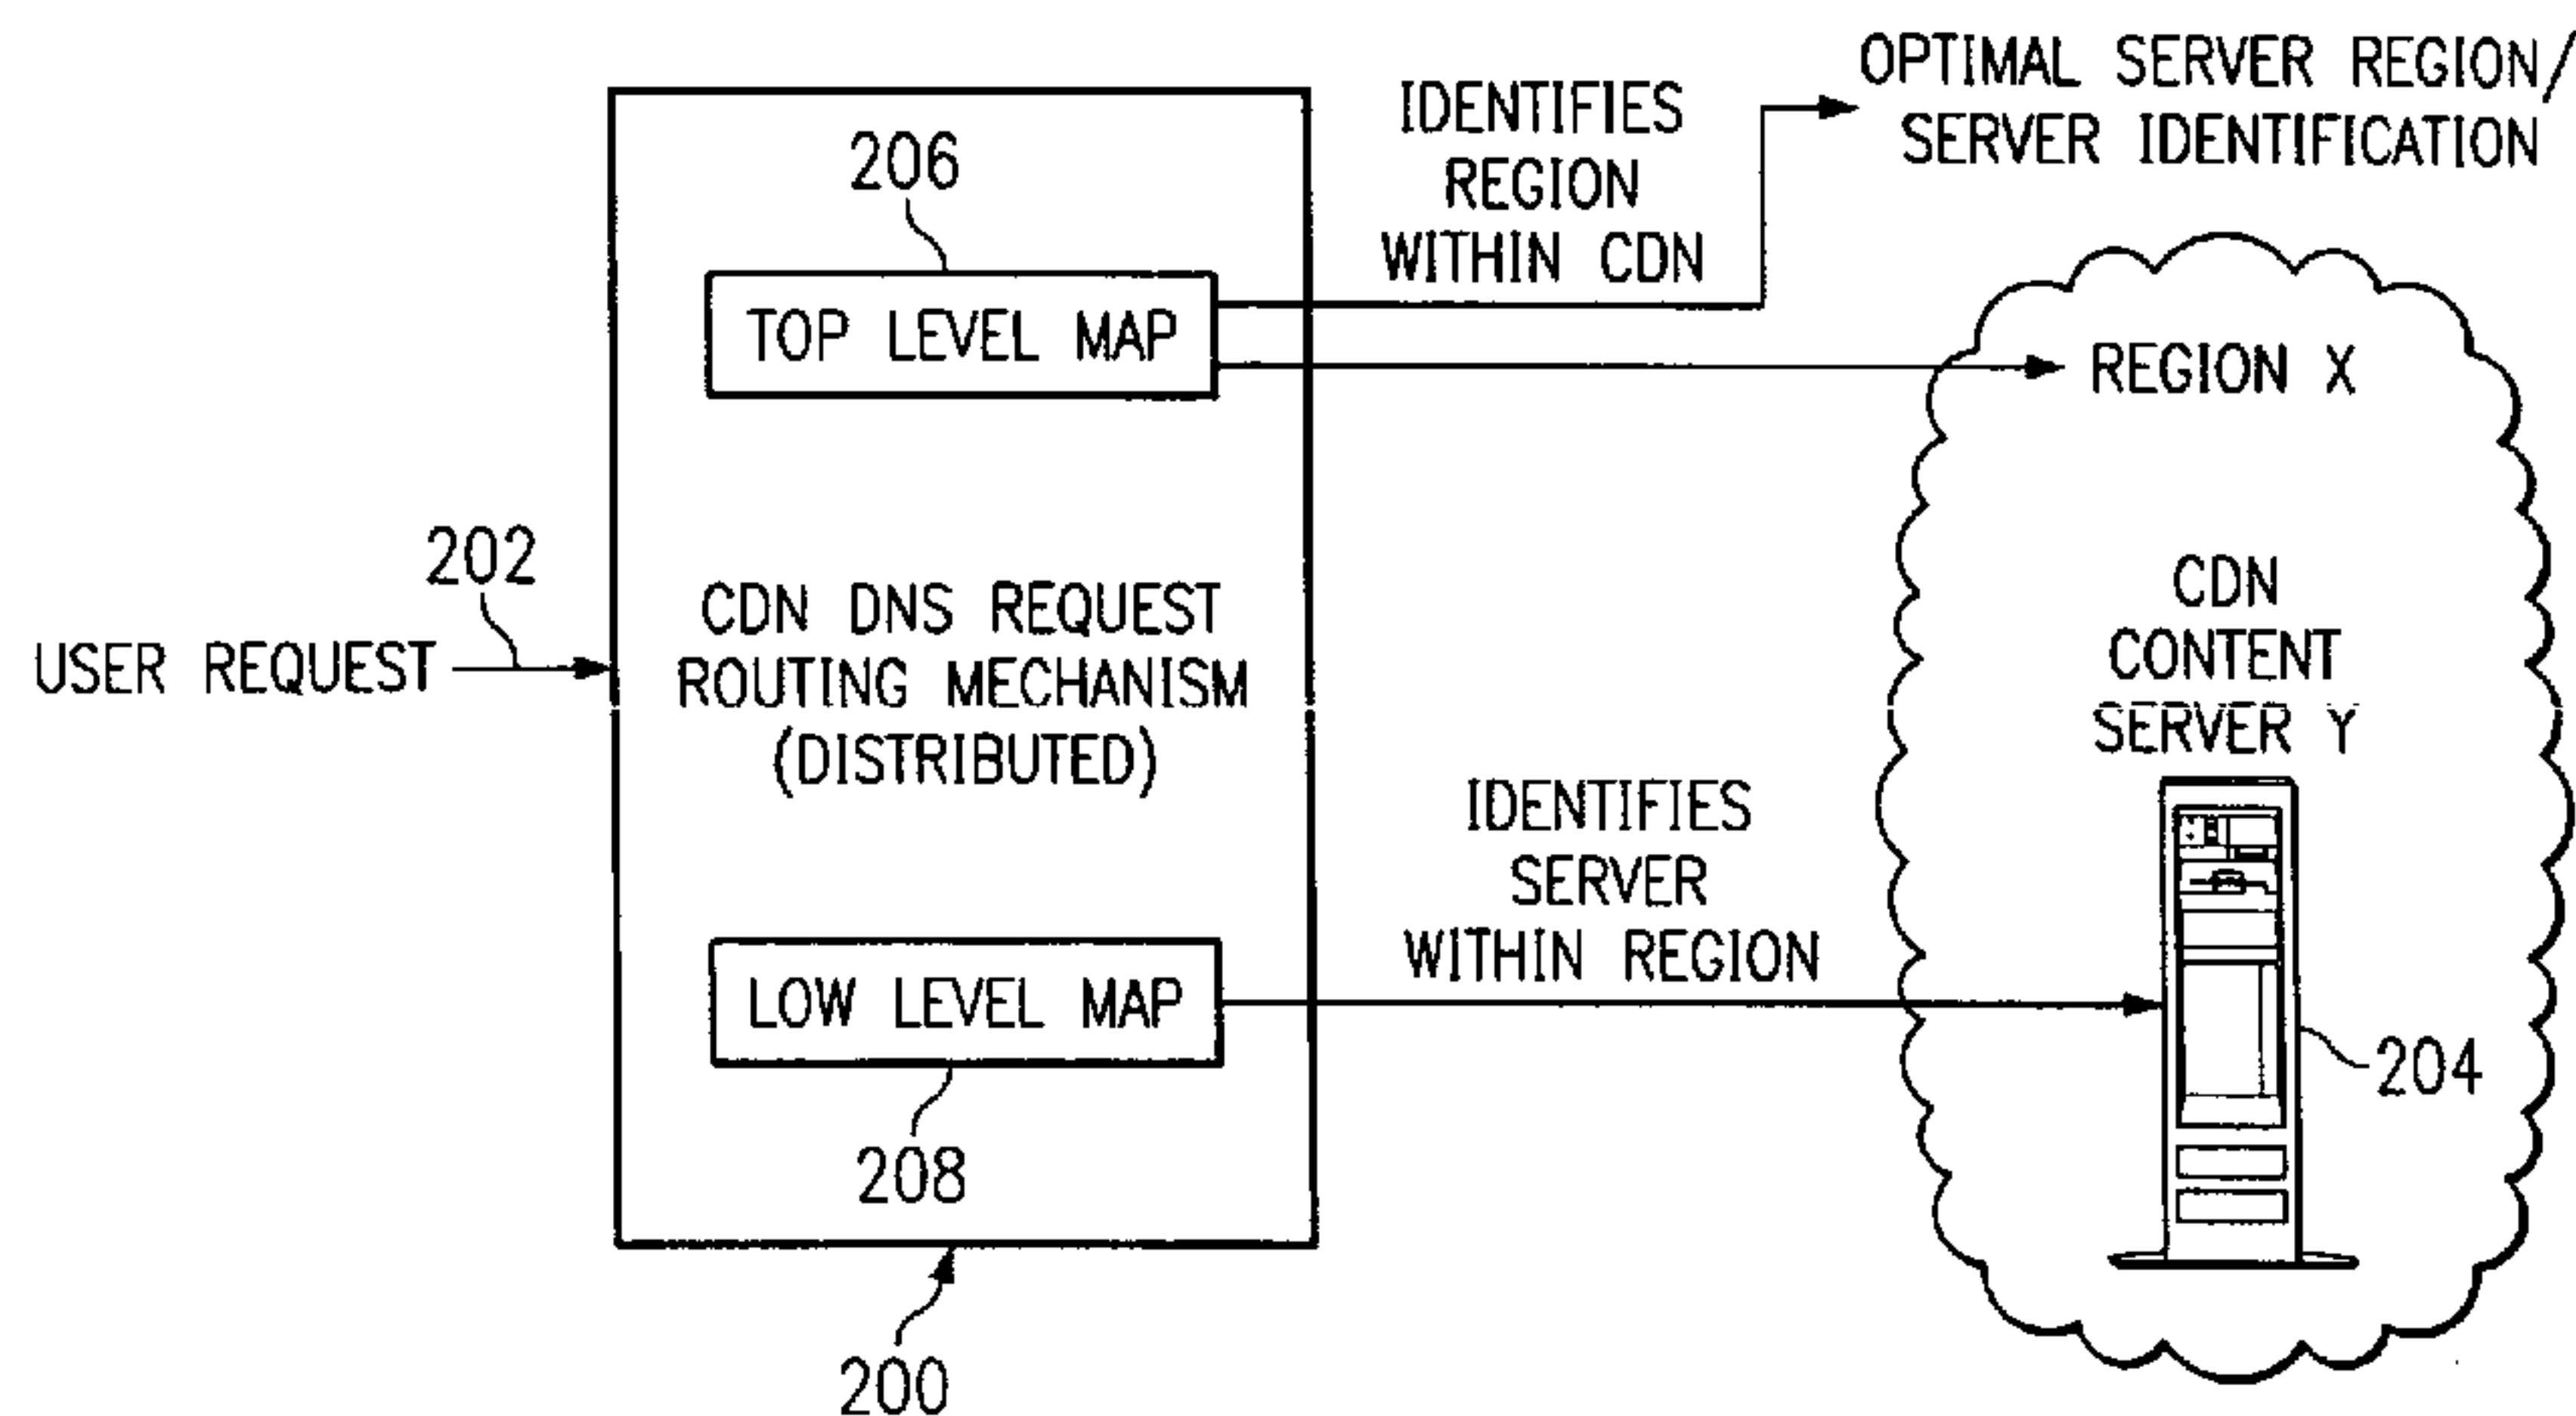 OPTIMAL SERVER REGION/
SERVER IDENTIFICATION
IDENTIFIES
REGION
WITHIN CDN
206
TOP LEVEL MAP
REGION X
202
USER REQUEST
CDN DNS REQUEST
ROUTING MECHANISM
(DISTRIBUTED)
CDN
CONTENT
SERVER Y
IDENTIFIES
SERVER
WITHIN REGION
LOW LEVEL MAP
204
208
200